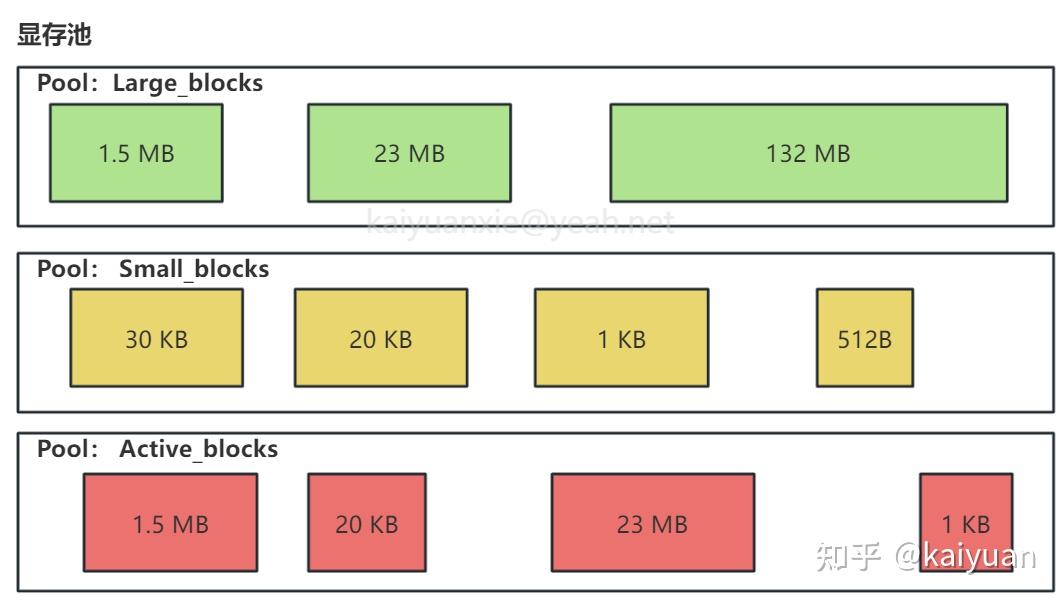 显存池
Pool：Large_blocks
1.5 MB
23 MB
132 MB
kaiyuanxie@yeah.net
Pool： Small_blocks
30 KB
20 KB
1 KB
512B
Pool： Active_blocks
1.5 MB
20 KB
23 MB
1 KB
知乎 @kaiyuan